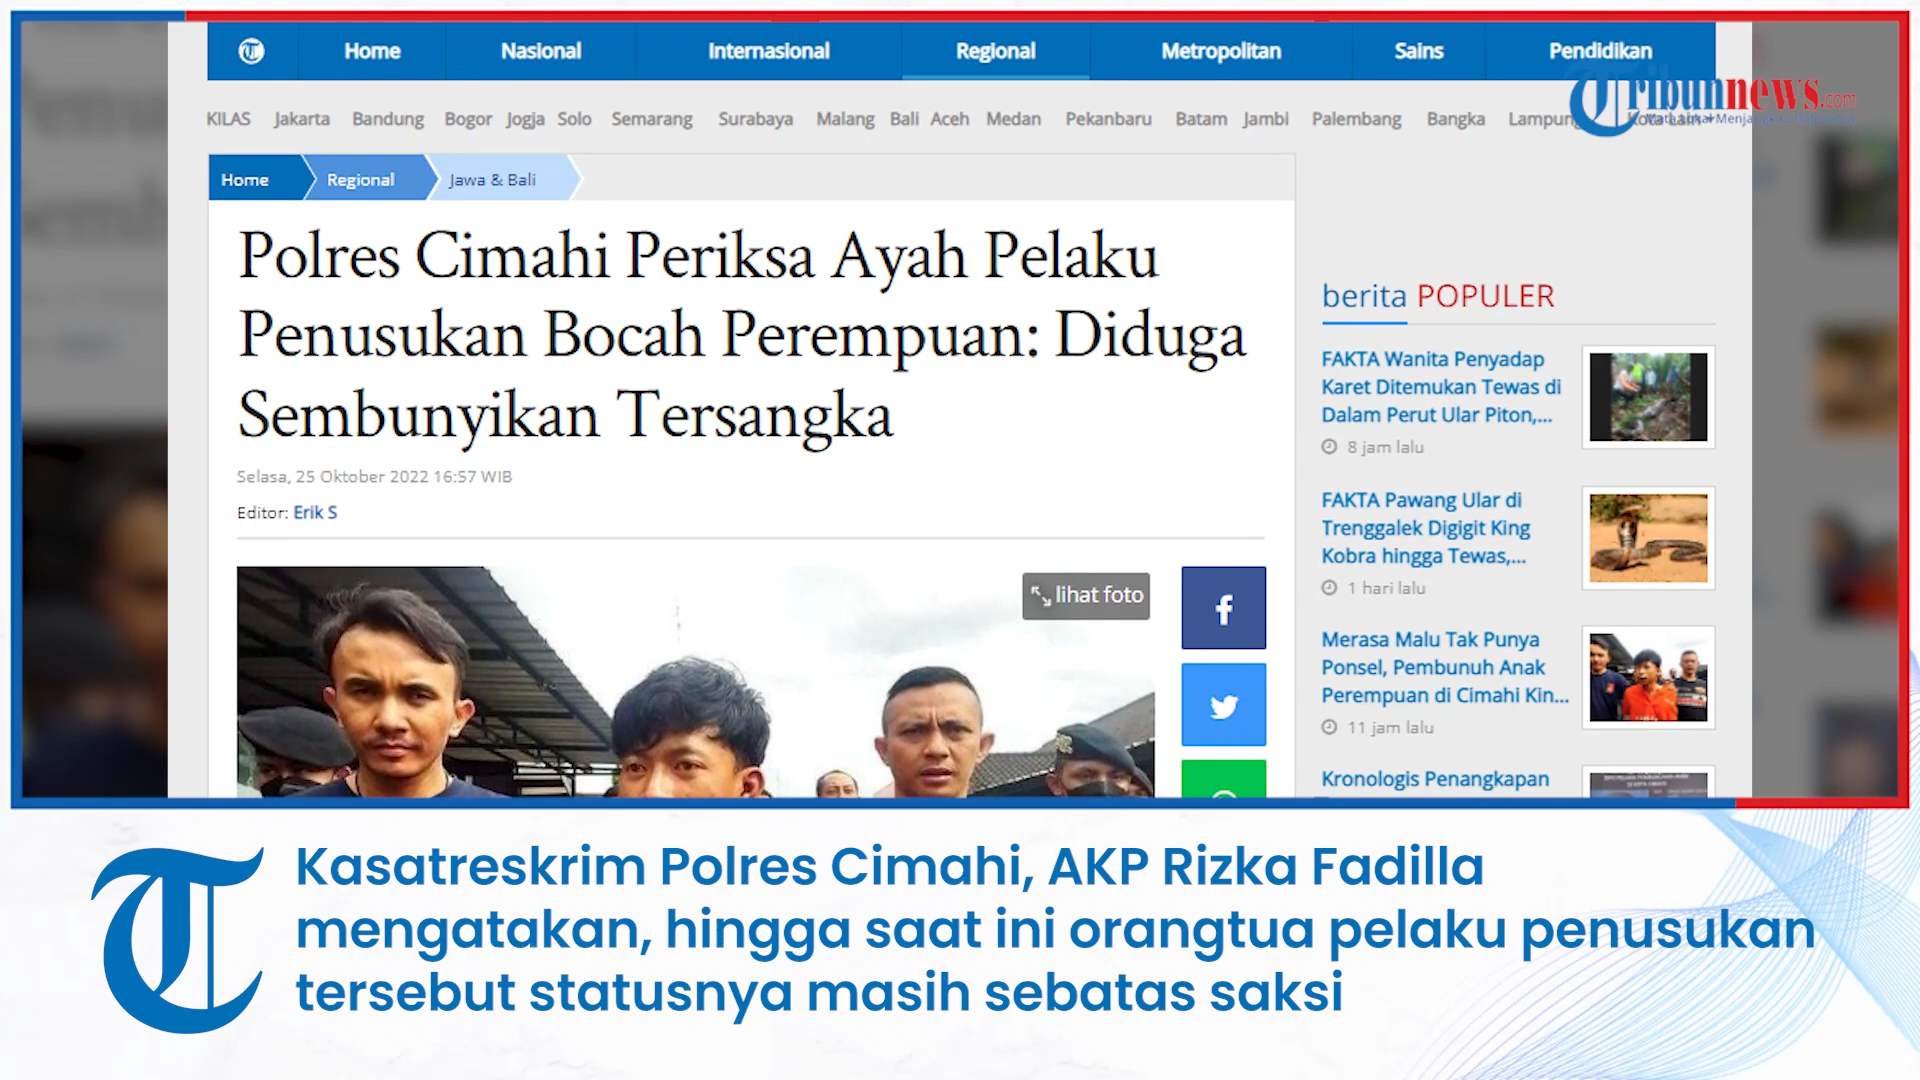 Home Nasional Internasional Regional Metropolitan Sains Pendidikan
Tribunnews.com
KILAS Jakarta Bandung Bogor Jogja Solo Semarang Surabaya Malang Bali Aceh Medan Pekanbaru Batam Jambi Palembang Bangka Lampung
Home Regional Jawa & Bali
Polres Cimahi Periksa Ayah Pelaku
Penusukan Bocah Perempuan: Diduga
Sembunyikan Tersangka
Selasa, 25 Oktober 2022 16:57 WIB
Editor: Erik S
lihat foto
berita POPULER
FAKTA Wanita Penyadap
Karet Ditemukan Tewas di
Dalam Perut Ular Piton,...
8 jam lalu
FAKTA Pawang Ular di
Trenggalek Digigit King
Kobra hingga Tewas,...
1 hari lalu
Merasa Malu Tak Punya
Ponsel, Pembunuh Anak
Perempuan di Cimahi Kin...
11 jam lalu
Kronologis Penangkapan
Kasatreskrim Polres Cimahi, AKP Rizka Fadilla
mengatakan, hingga saat ini orangtua pelaku penusukan
tersebut statusnya masih sebatas saksi